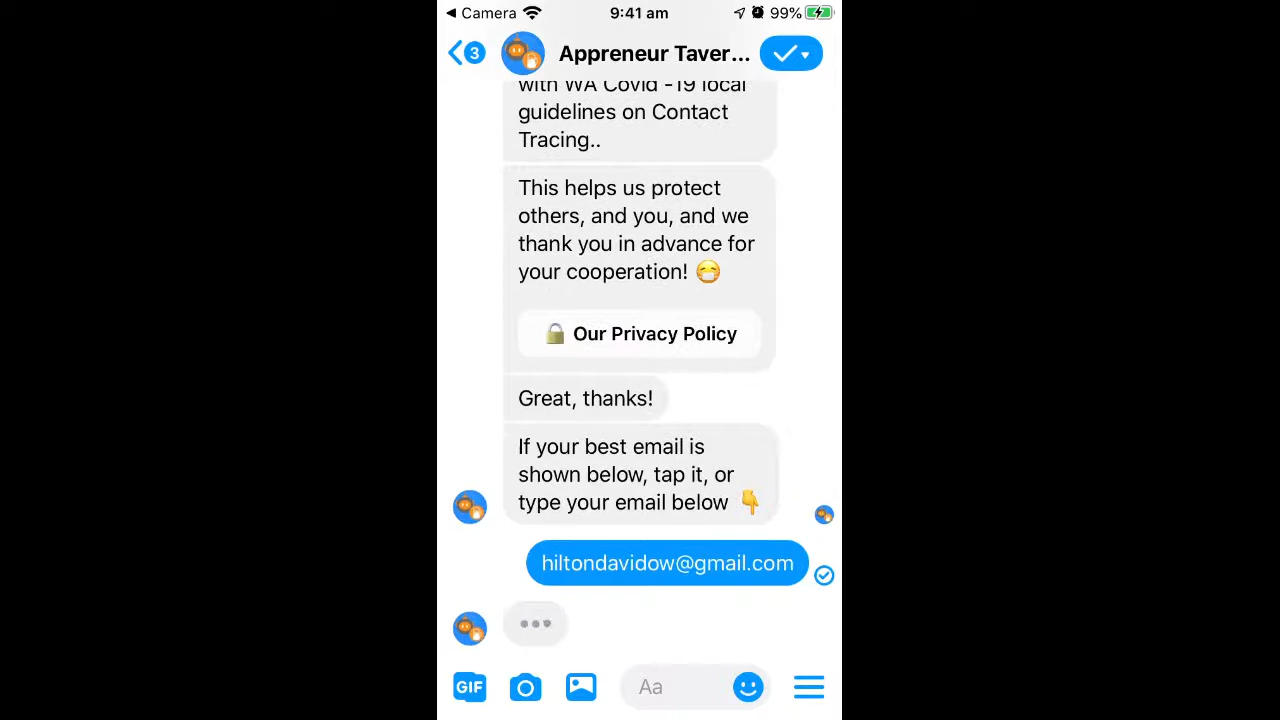 Camera 9:41 am 99%
3 Appreneur Taver...
with WA Covid -19 local
guidelines on Contact
Tracing..
This helps us protect
others, and you, and we
thank you in advance for
your cooperation! 😷
🔒 Our Privacy Policy
Great, thanks!
If your best email is
shown below, tap it, or
type your email below 👇
hiltondavidow@gmail.com
GIF Aa